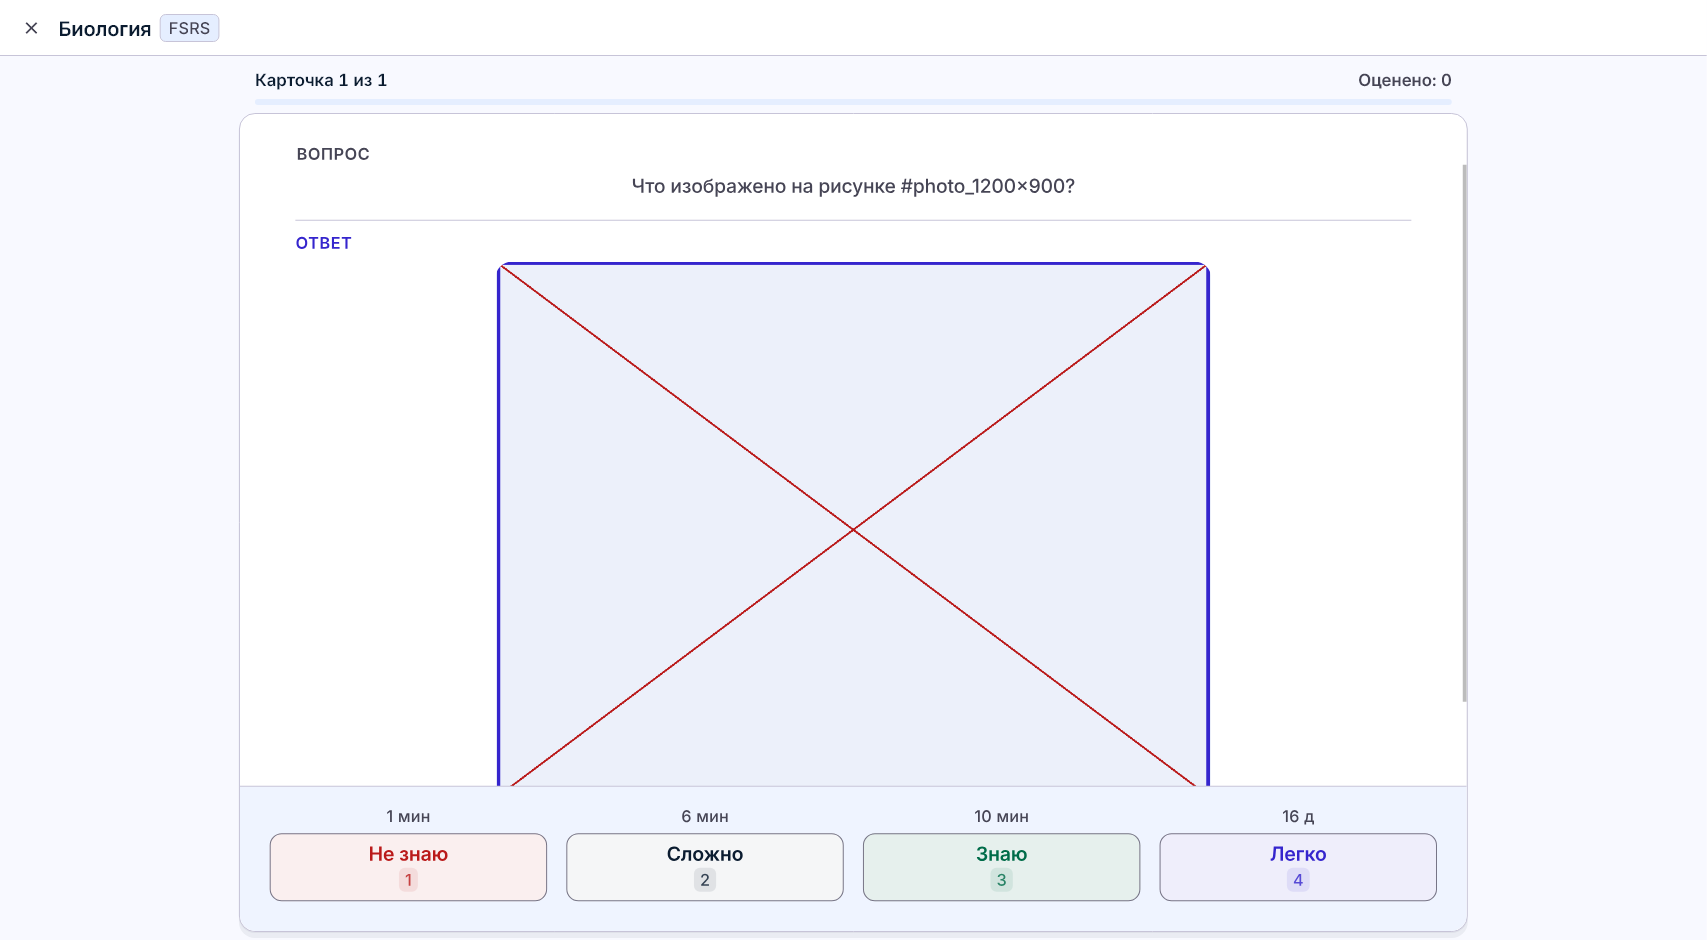 Биология FSRS
Карточка 1 из 1
Оценено: 0
ВОПРОС
Что изображено на рисунке #photo_1200×900?
ОТВЕТ
1 мин
6 мин
10 мин
16 д
Не знаю
Сложно
Знаю
Легко
1
2
3
4